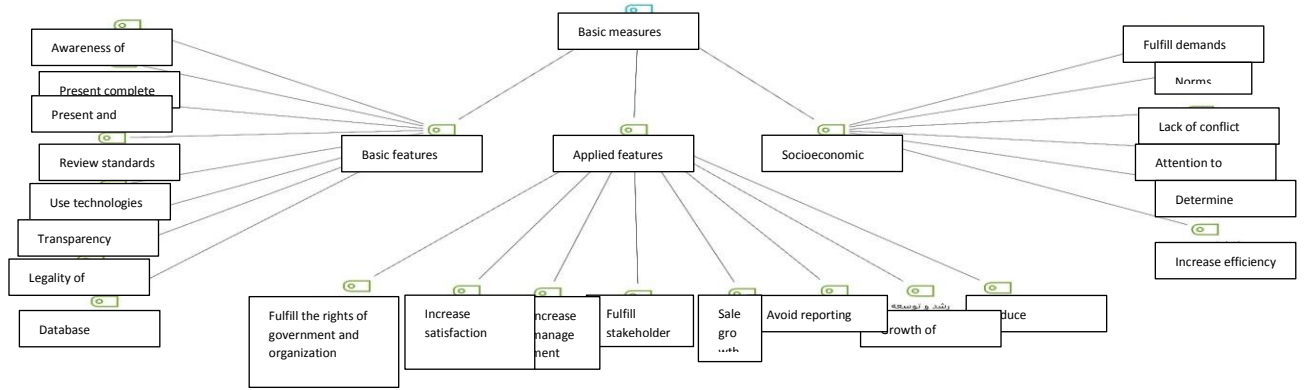 Basic measures
Awareness of
Present complete
Present and
Review standards
Use technologies
Transparency
Legality of
Database
Basic features
Applied features
Socioeconomic
Fulfill demands
Norms
Lack of conflict
Attention to
Determine
Increase efficiency
Fulfill the rights of
government and
organization
Increase
satisfaction
ncrease
manage
ment
Fulfill
stakeholder
Sale
gro
wth
Avoid reporting
رشد و توسعه
Growth of
duce